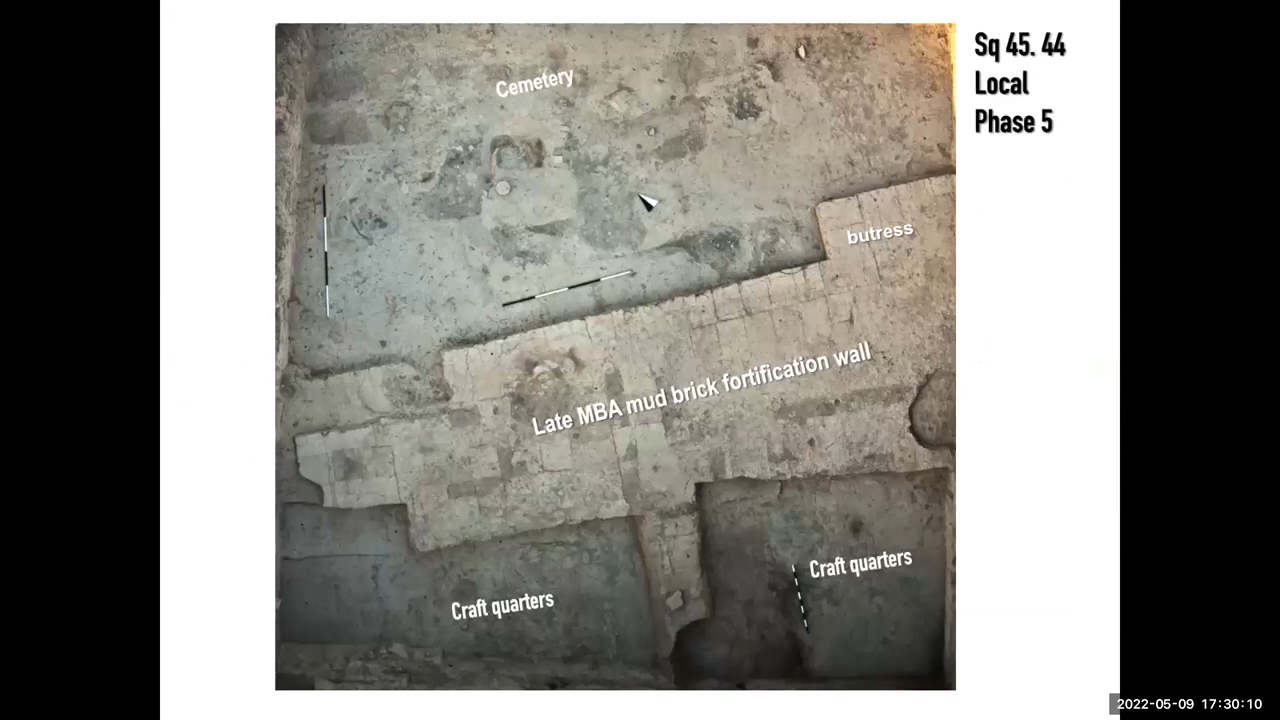 Sq 45. 44
Local
Phase 5
Cemetery
butress
Late MBA mud brick fortification wall
Craft quarters
Craft quarters
2022-05-09 17:30:10